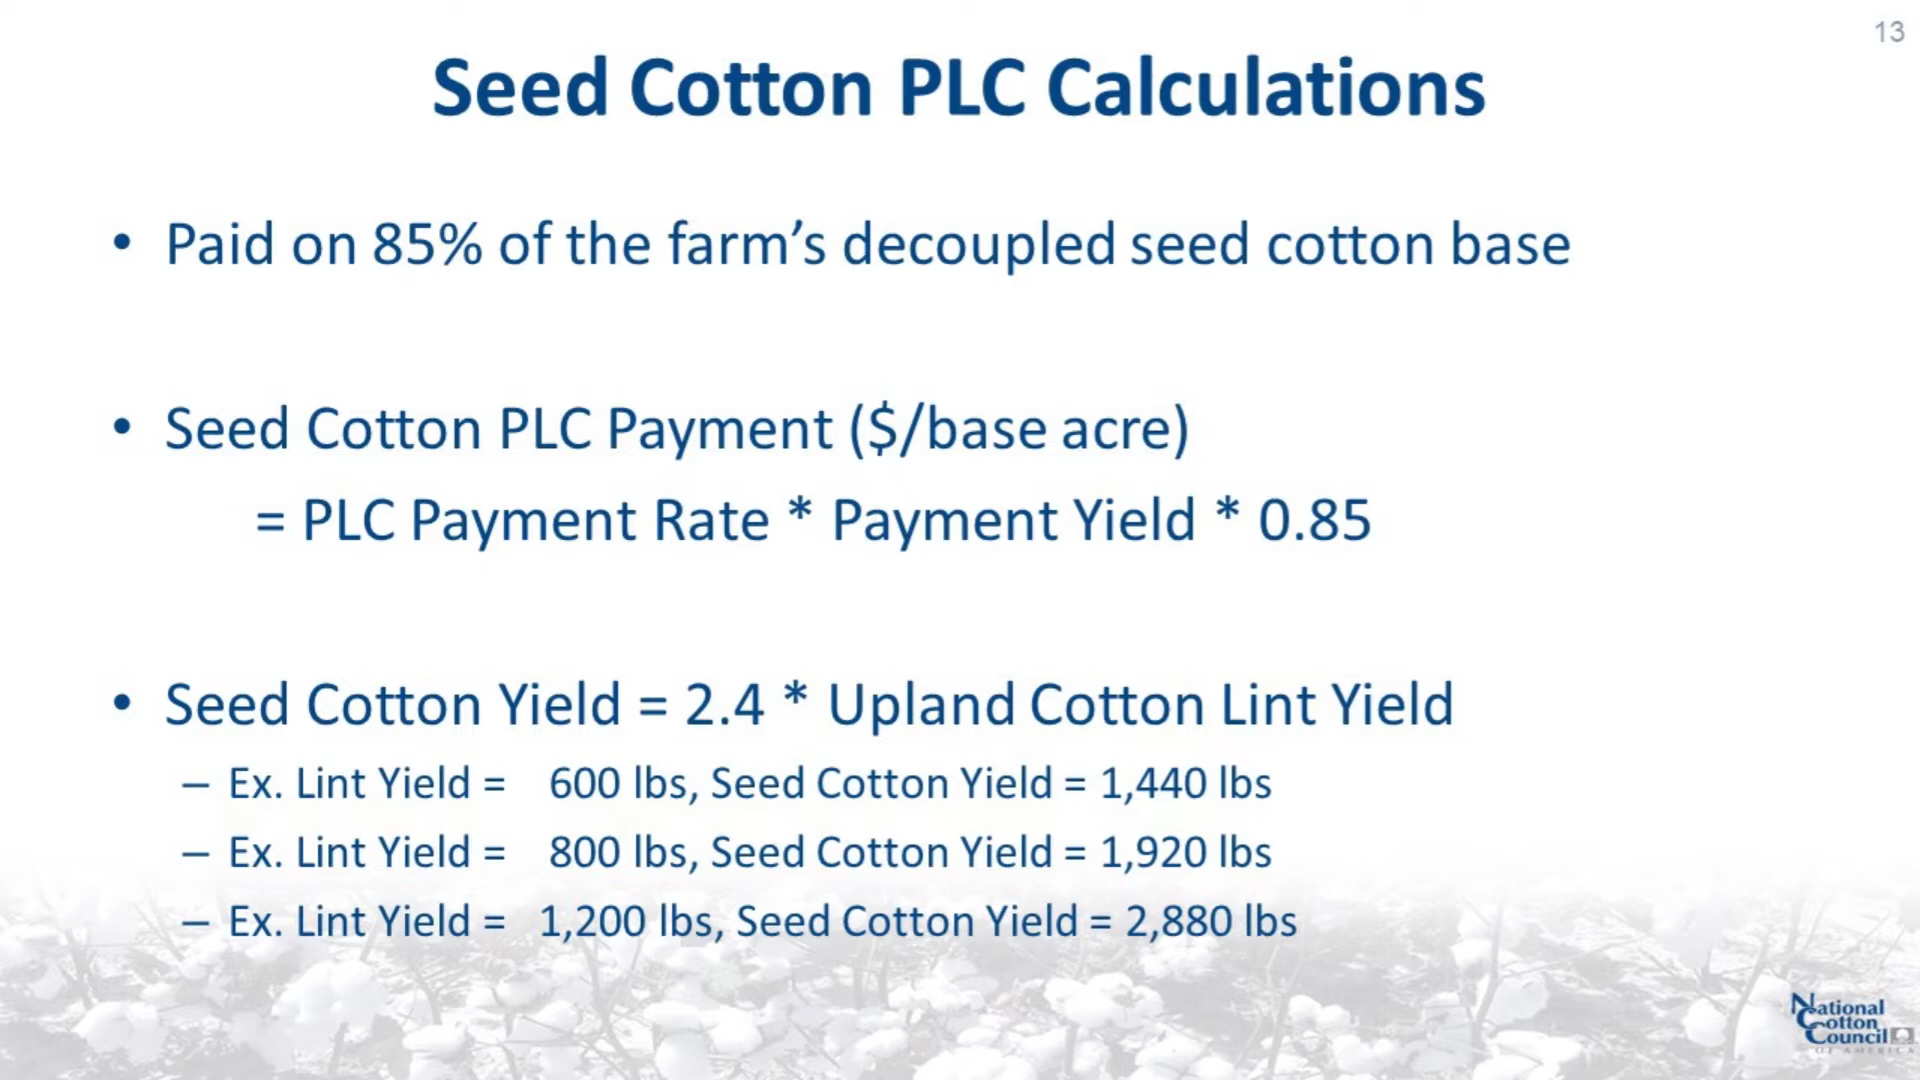 13
Seed Cotton PLC Calculations
• Paid on 85% of the farm’s decoupled seed cotton base
• Seed Cotton PLC Payment ($/base acre)
= PLC Payment Rate * Payment Yield * 0.85
• Seed Cotton Yield = 2.4 * Upland Cotton Lint Yield
– Ex. Lint Yield = 600 lbs, Seed Cotton Yield = 1,440 lbs
– Ex. Lint Yield = 800 lbs, Seed Cotton Yield = 1,920 lbs
– Ex. Lint Yield = 1,200 lbs, Seed Cotton Yield = 2,880 lbs
National
Cotton
Council
OF AMERICA